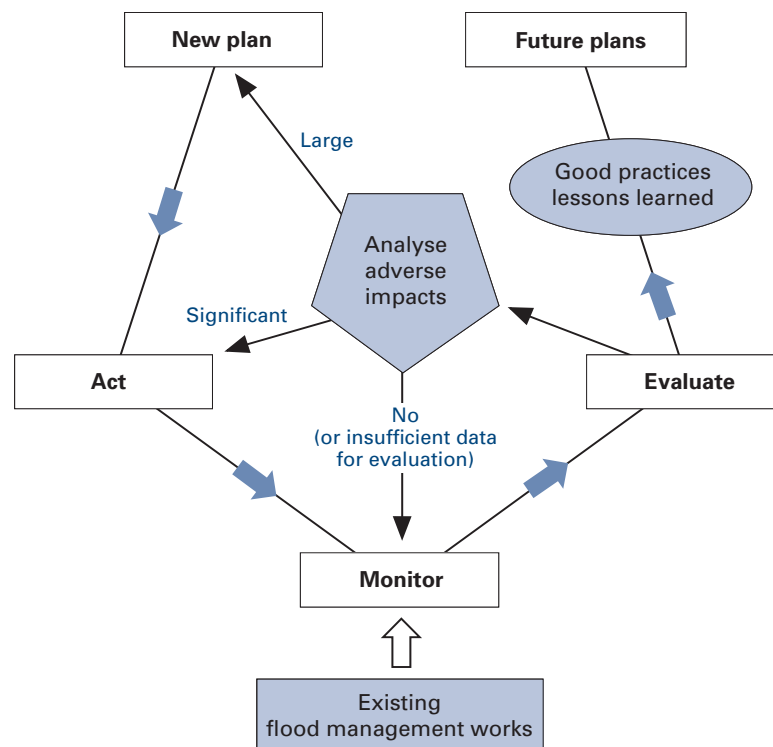 New plan
Future plans
Large
Good practices
lessons learned
Analyse
adverse
impacts
Significant
Act
Evaluate
No
(or insufficient data
for evaluation)
Monitor
Existing
flood management works